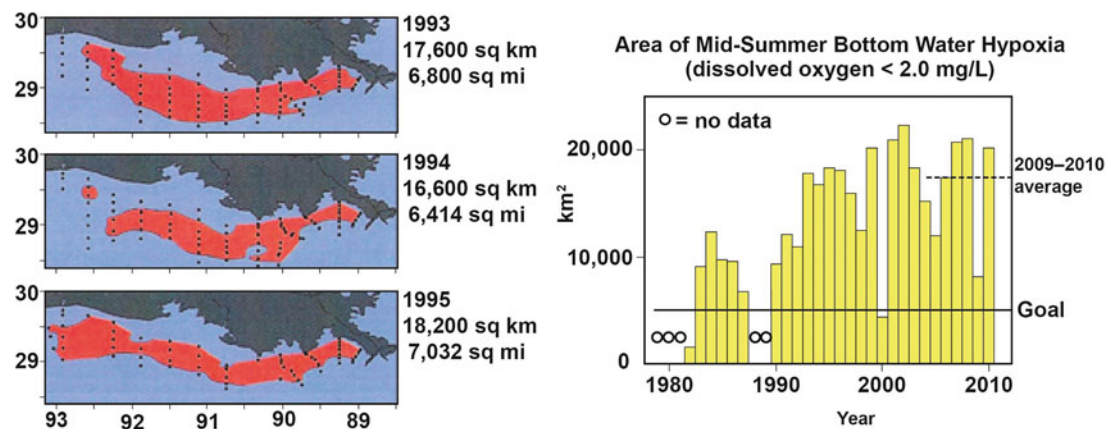 30
29
1993
17,600 sq km
6,800 sq mi
30
29
1994
16,600 sq km
6,414 sq mi
30
29
1995
18,200 sq km
7,032 sq mi
93 92 91 90 89
Area of Mid-Summer Bottom Water Hypoxia
(dissolved oxygen < 2.0 mg/L)
O = no data
20,000
10,000
0
km²
2009–2010
average
Goal
1980 1990 2000 2010
Year